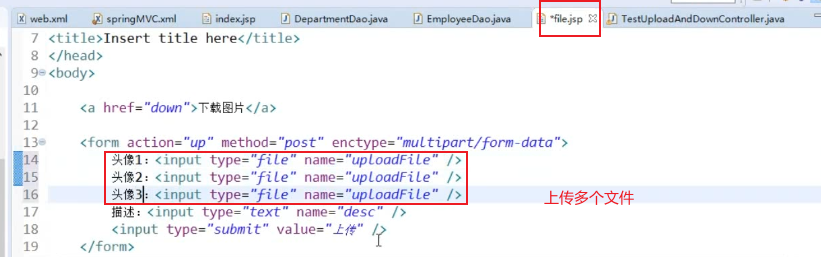 web.xml springMVC.xml index.jsp DepartmentDao.java EmployeeDao.java *file.jsp TestUploadAndDownController.java
7 <title>Insert title here</title>
8 </head>
9 <body>
10
11 <a href="down">下载图片</a>
12
13 <form action="up" method="post" enctype="multipart/form-data">
14 头像1：<input type="file" name="uploadFile" />
15 头像2：<input type="file" name="uploadFile" />
16 头像3：<input type="file" name="uploadFile" />
上传多个文件
17 描述：<input type="text" name="desc" />
18 <input type="submit" value="上传" />
19 </form>